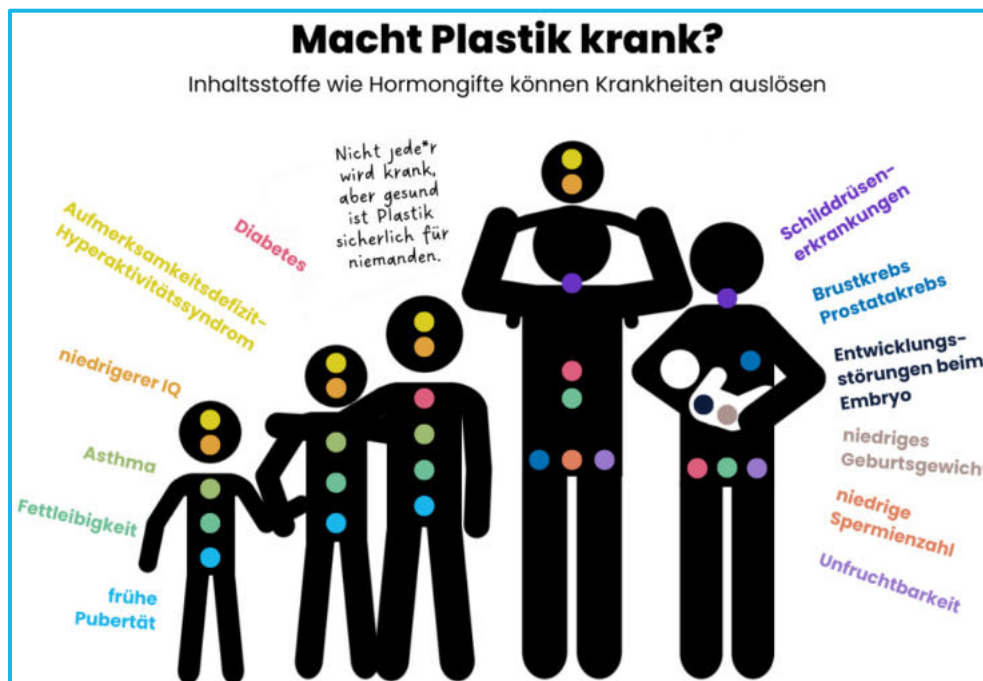 Macht Plastik krank?
Inhaltsstoffe wie Hormongifte können Krankheiten auslösen
Nicht jede*r
wird krank,
aber gesund
ist Plastik
sicherlich für
niemanden.
Aufmerksamkeitsdefizit-
Hyperaktivitätssyndrom
Diabetes
niedrigerer IQ
Asthma
Fettleibigkeit
frühe
Pubertät
Schilddrüsen-
erkrankungen
Brustkrebs
Prostatakrebs
Entwicklungs-
störungen beim
Embryo
niedriges
Geburtsgewicht
niedrige
Spermienzahl
Unfruchtbarkeit